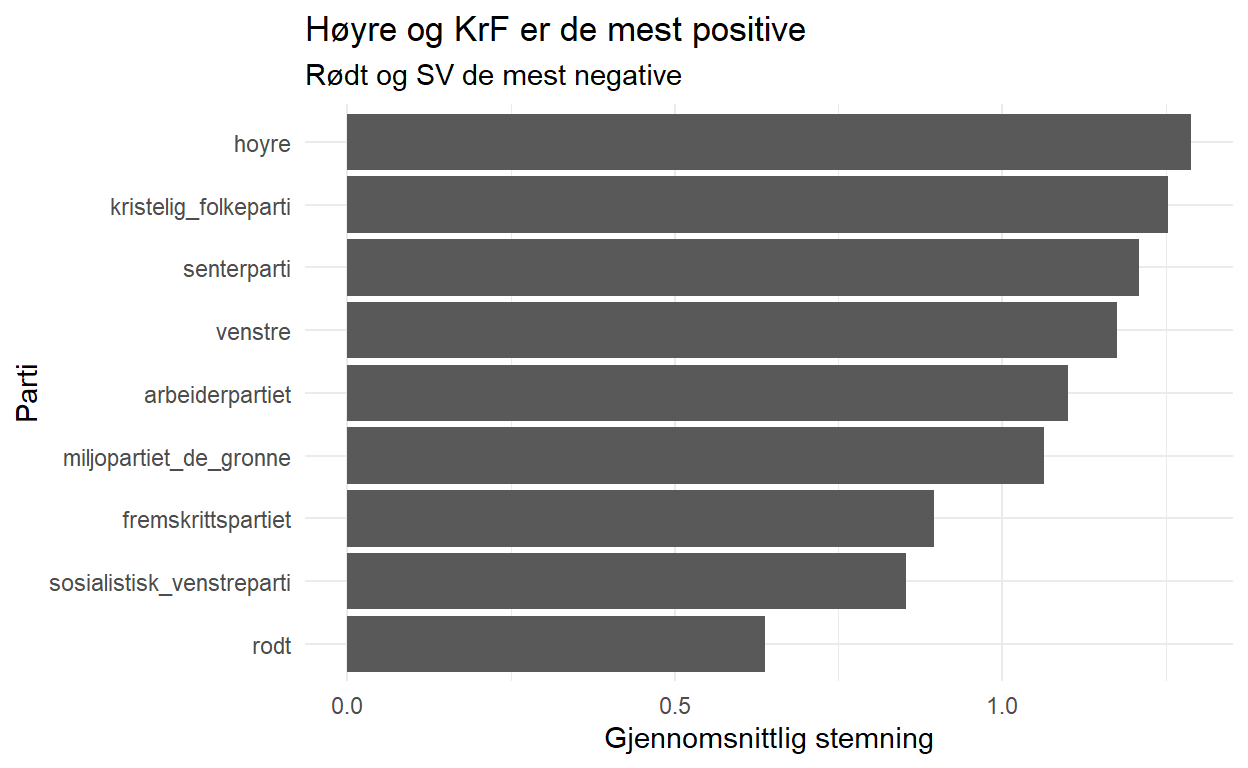 Høyre og KrF er de mest positive
Rødt og SV de mest negative
hoyre
kristelig_folkeparti
senterparti
venstre
arbeiderpartiet
miljopartiet_de_gronne
fremskrittspartiet
sosialistisk_venstreparti
rodt
Parti
0.0 0.5 1.0
Gjennomsnittlig stemning